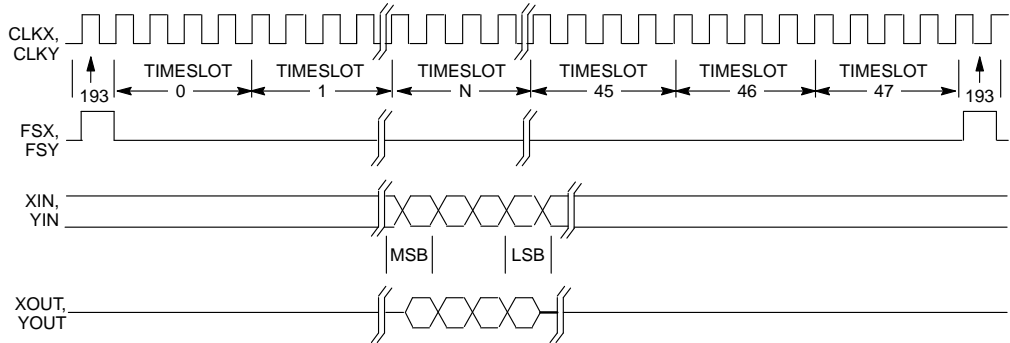 CLKX,
CLKY
TIMESLOT TIMESLOT TIMESLOT TIMESLOT TIMESLOT TIMESLOT
193 0 1 N 45 46 47 193
FSX,
FSY
XIN,
YIN
MSB LSB
XOUT,
YOUT